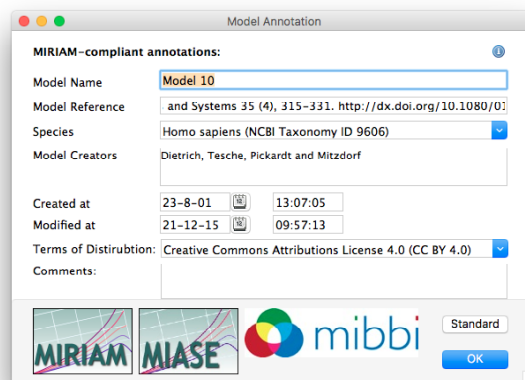 Model Annotation
MIRIAM-compliant annotations:
Model Name Model 10
Model Reference . and Systems 35 (4), 315-331. http://dx.doi.org/10.1080/01
Species Homo sapiens (NCBI Taxonomy ID 9606)
Model Creators Dietrich, Tesche, Pickardt and Mitzdorf
Created at 23-8-01 13:07:05
Modified at 21-12-15 09:57:13
Terms of Distirubtion: Creative Commons Attributions License 4.0 (CC BY 4.0)
Comments:
MIRIAM MIASE mibbi Standard
OK